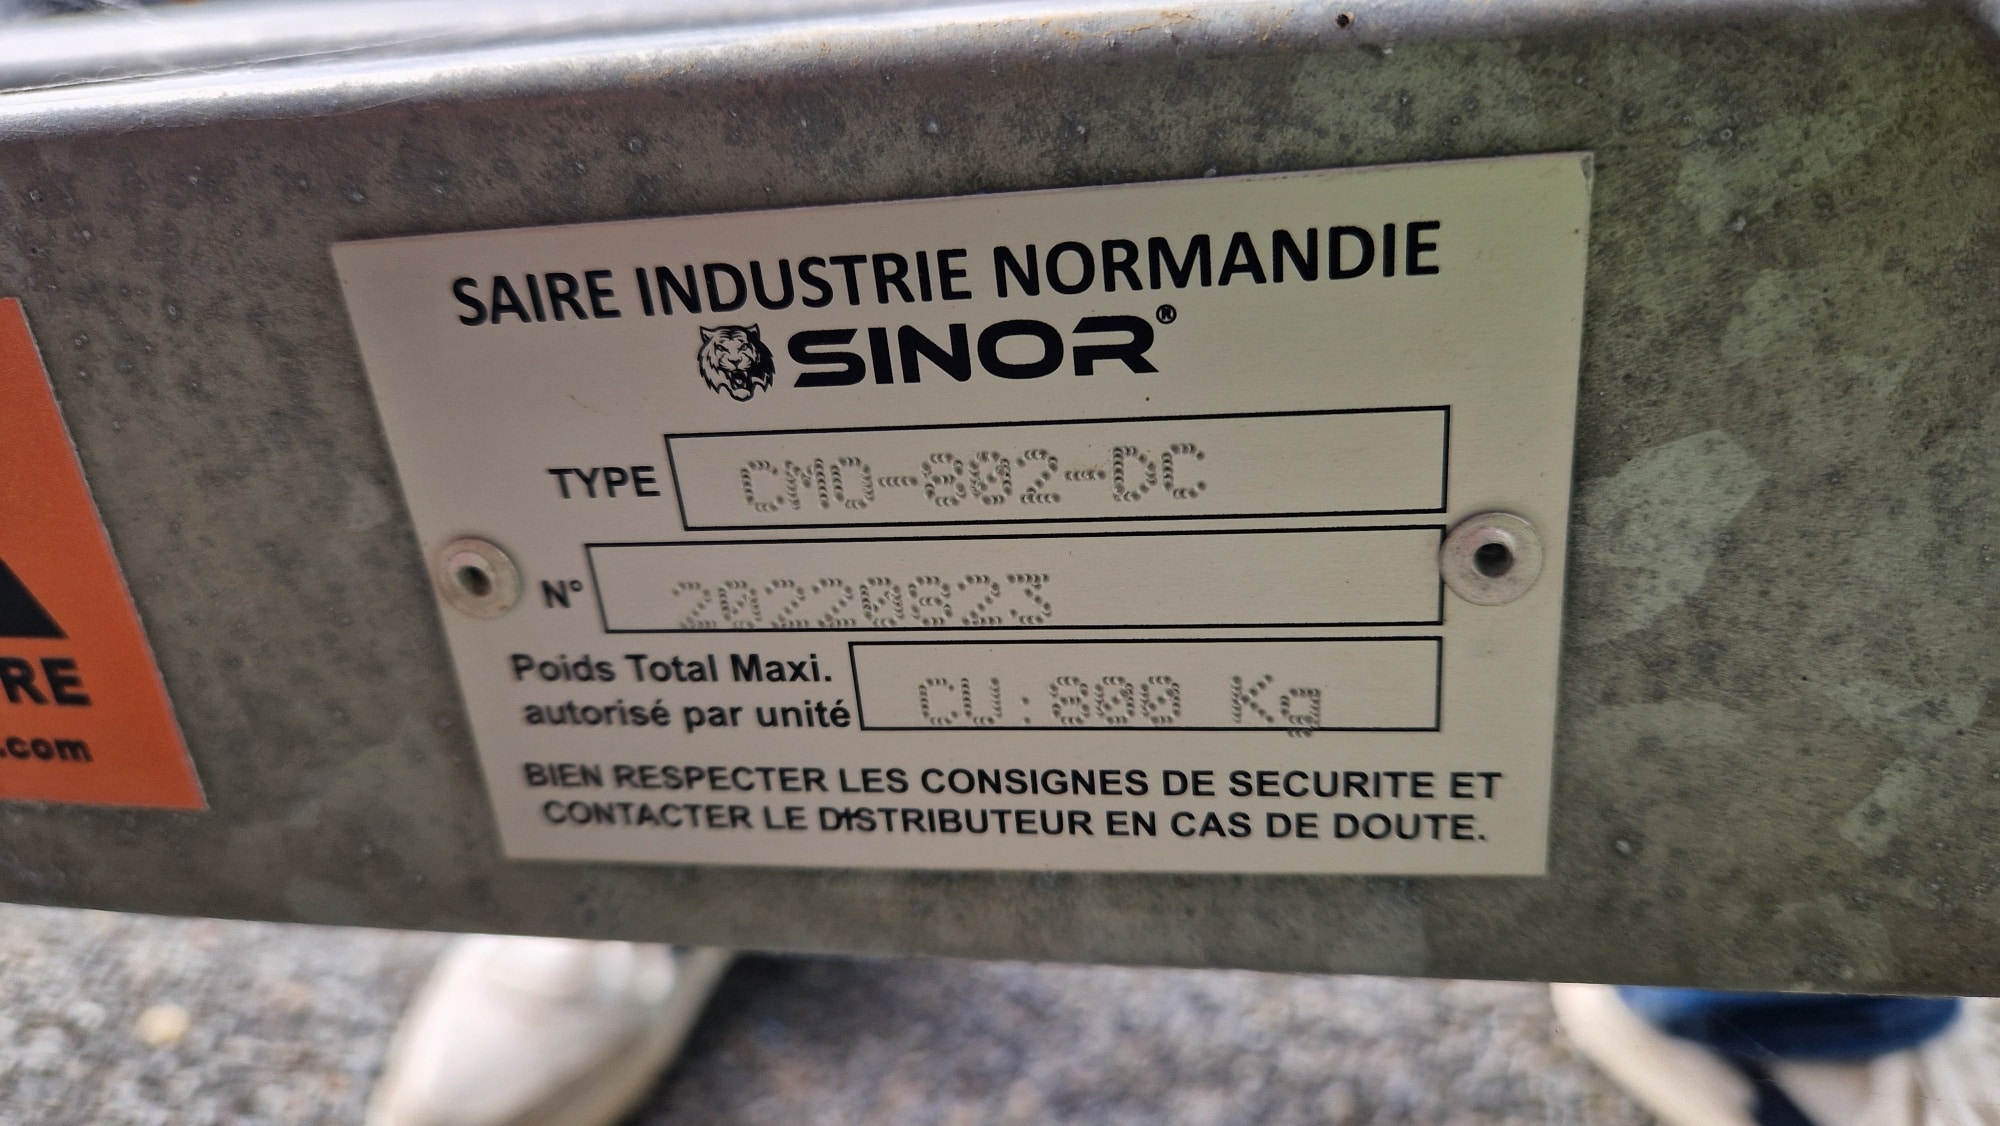 SAIRE INDUSTRIE NORMANDIE
SINOR®
TYPE CMO-802-DC
N° 20220823
Poids Total Maxi.
autorisé par unité CU:800 Kg
BIEN RESPECTER LES CONSIGNES DE SECURITE ET
CONTACTER LE DISTRIBUTEUR EN CAS DE DOUTE.
RE
.com